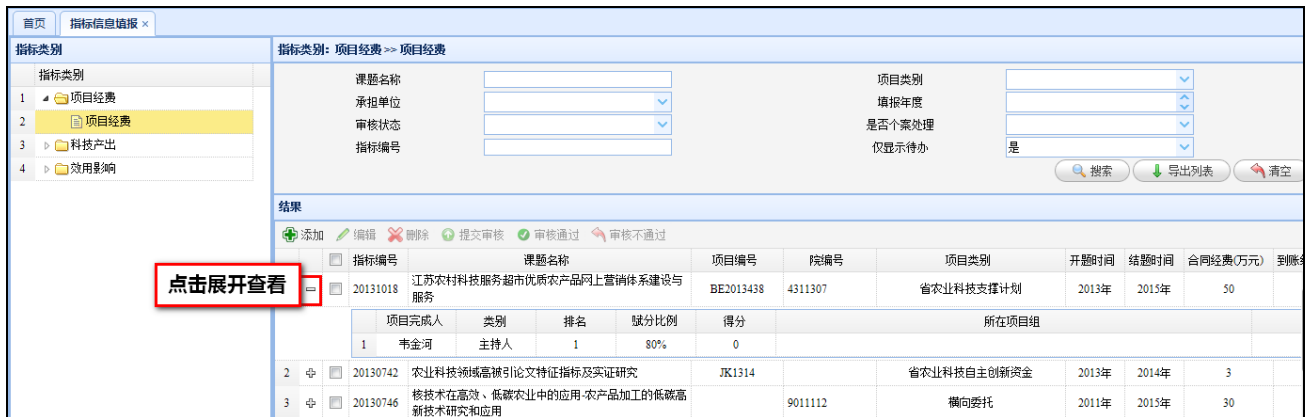 首页 指标信息填报 ×
指标类别 指标类别：项目经费 >> 项目经费
指标类别
1 项目经费
2 项目经费
3 科技产出
4 效用影响
课题名称 项目类别
承担单位 填报年度
审核状态 是否个案处理
指标编号 仅显示待办 是
搜索 导出列表 清空
结果
添加 编辑 删除 提交审核 审核通过 审核不通过
指标编号 课题名称 项目编号 院编号 项目类别 开题时间 结题时间 合同经费(万元)
点击展开查看
20131018 江苏农村科技服务超市优质农产品网上营销体系建设与 BE2013438 4311307 省农业科技支撑计划 2013年 2015年 50
服务
项目完成人 类别 排名 赋分比例 得分 所在项目组
1 韦金河 主持人 1 80% 0
2 20130742 农业科技领域高被引论文特征指标及实证研究 JK1314 省农业科技自主创新资金 2013年 2014年 3
3 20130746 核技术在高效、低碳农业中的应用-农产品加工的低碳高 9011112 横向委托 2011年 2015年 30
新技术研究和应用